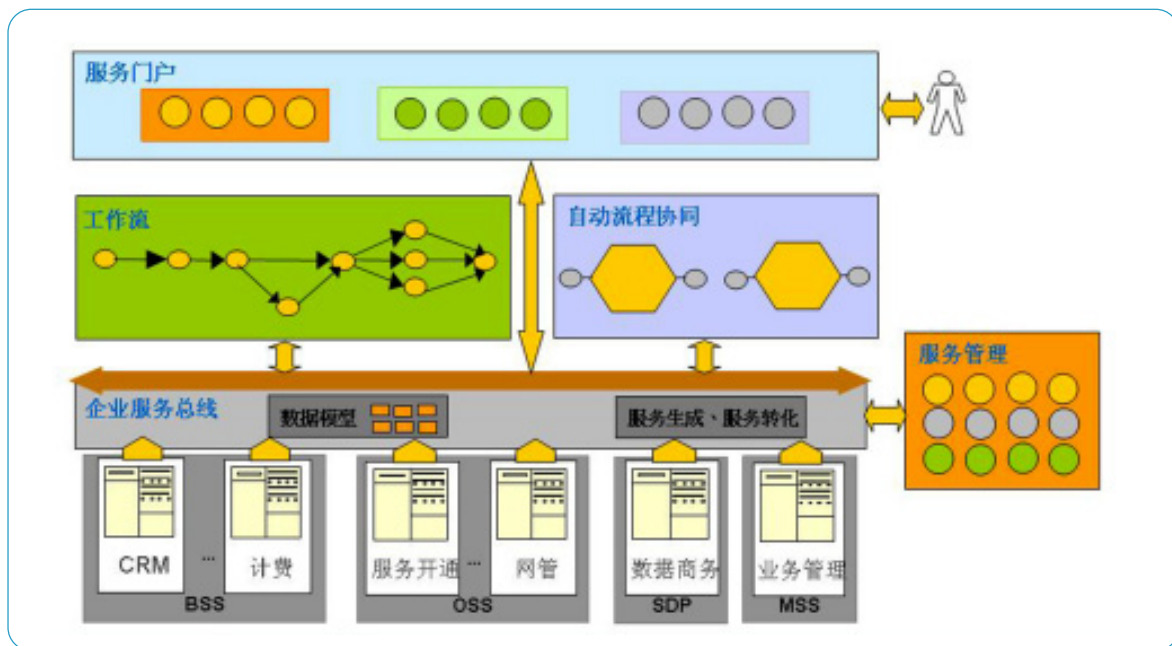 服务门户
工作流
自动流程协同
服务管理
企业服务总线
数据模型
服务生成、服务转化
CRM
...
计费
服务开通
...
网管
数据商务
业务管理
BSS
OSS
SDP
MSS